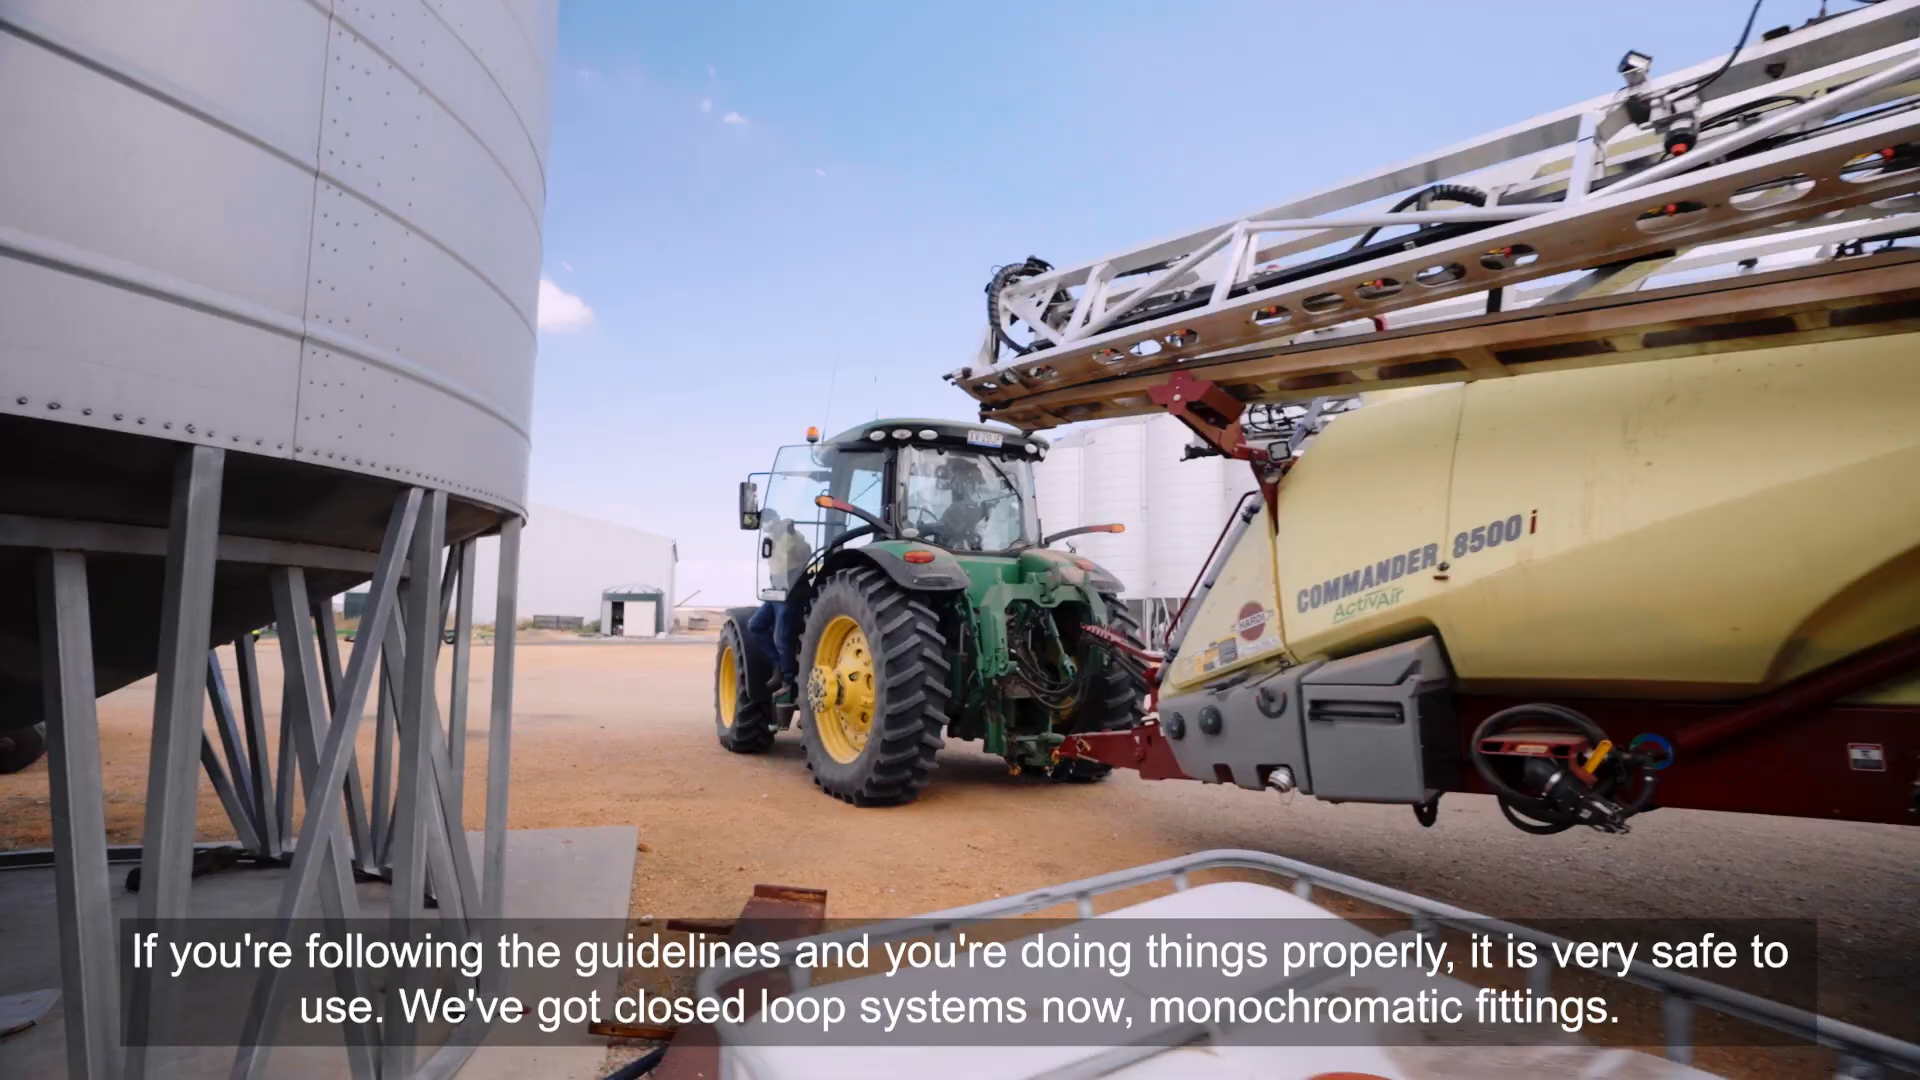 COMMANDER 8500 i
ActivAir
HARDI
If you're following the guidelines and you're doing things properly, it is very safe to
use. We've got closed loop systems now, monochromatic fittings.